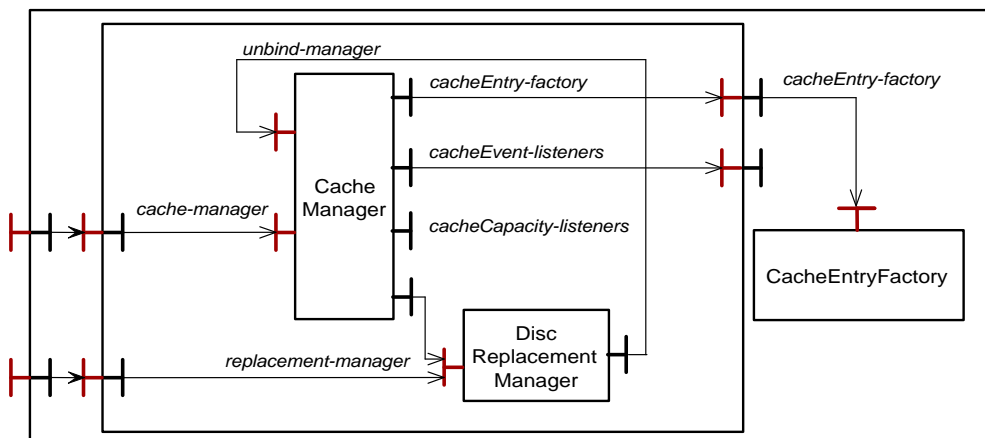 unbind-manager
cacheEntry-factory
cacheEntry-factory
cacheEvent-listeners
Cache
Manager
cache-manager
cacheCapacity-listeners
CacheEntryFactory
Disc
Replacement
Manager
replacement-manager